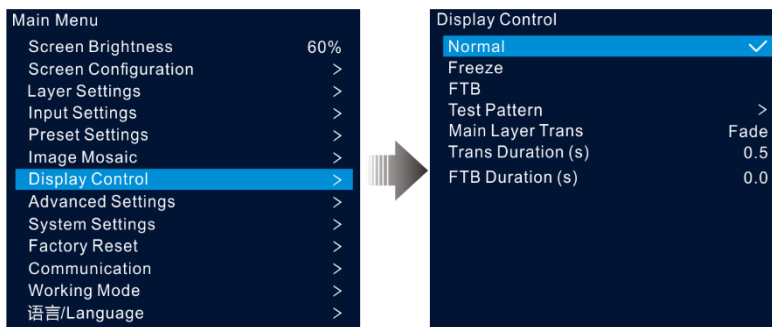 Main Menu
Screen Brightness 60%
Screen Configuration >
Layer Settings >
Input Settings >
Preset Settings >
Image Mosaic >
Display Control >
Advanced Settings >
System Settings >
Factory Reset >
Communication >
Working Mode >
语言/Language >
Display Control
Normal ✓
Freeze
FTB
Test Pattern >
Main Layer Trans Fade
Trans Duration (s) 0.5
FTB Duration (s) 0.0